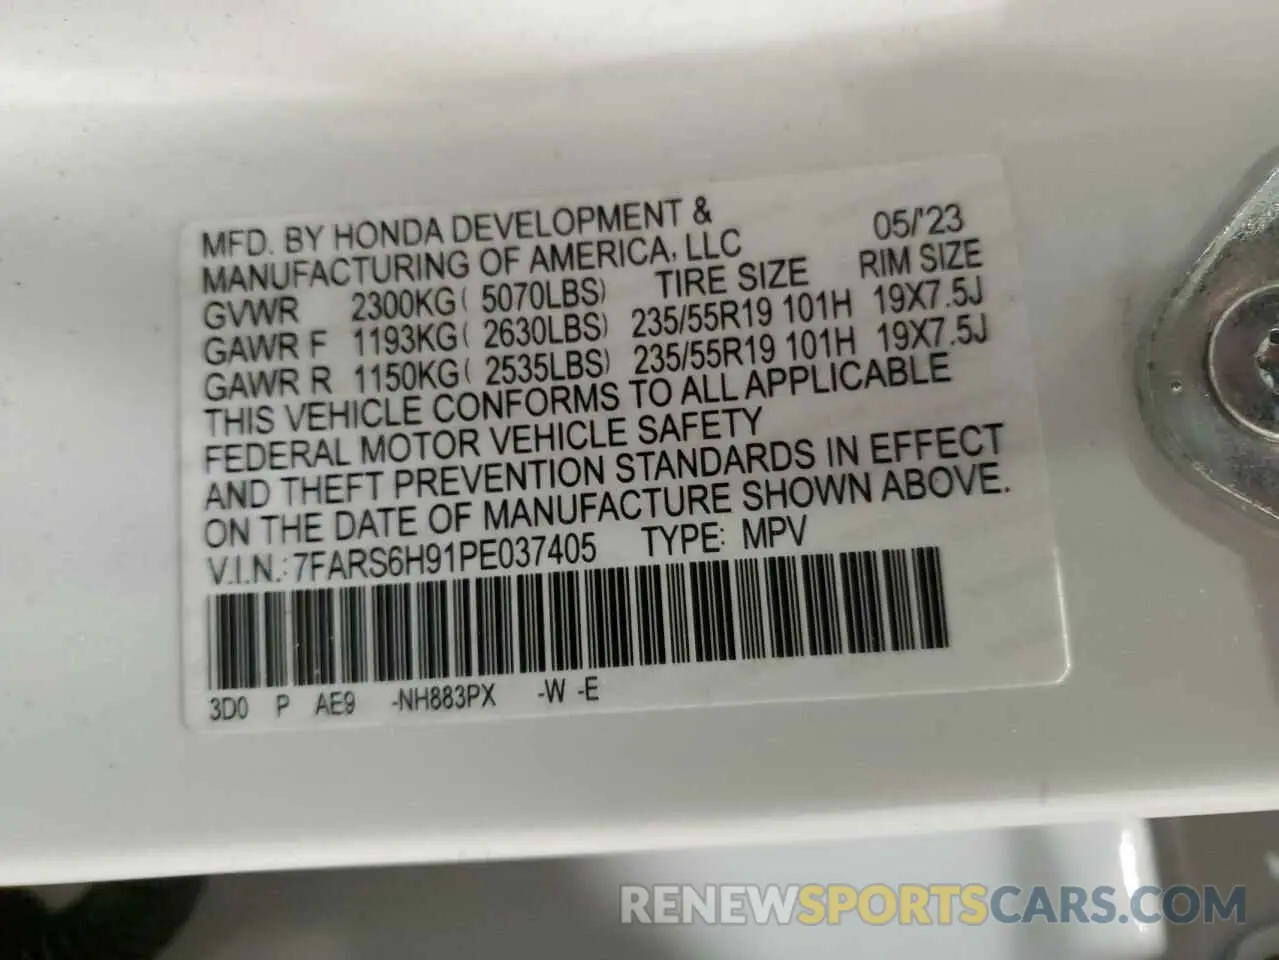 MFD. BY HONDA DEVELOPMENT & 05/'23
MANUFACTURING OF AMERICA, LLC
GVWR 2300KG( 5070LBS) TIRE SIZE RIM SIZE
GAWR F 1193KG( 2630LBS) 235/55R19 101H 19X7.5J
GAWR R 1150KG( 2535LBS) 235/55R19 101H 19X7.5J
THIS VEHICLE CONFORMS TO ALL APPLICABLE
FEDERAL MOTOR VEHICLE SAFETY
AND THEFT PREVENTION STANDARDS IN EFFECT
ON THE DATE OF MANUFACTURE SHOWN ABOVE.
V.I.N.: 7FARS6H91PE037405 TYPE: MPV
3D0 P AE9 -NH883PX -W -E
RENEWSPORTSCARS.COM